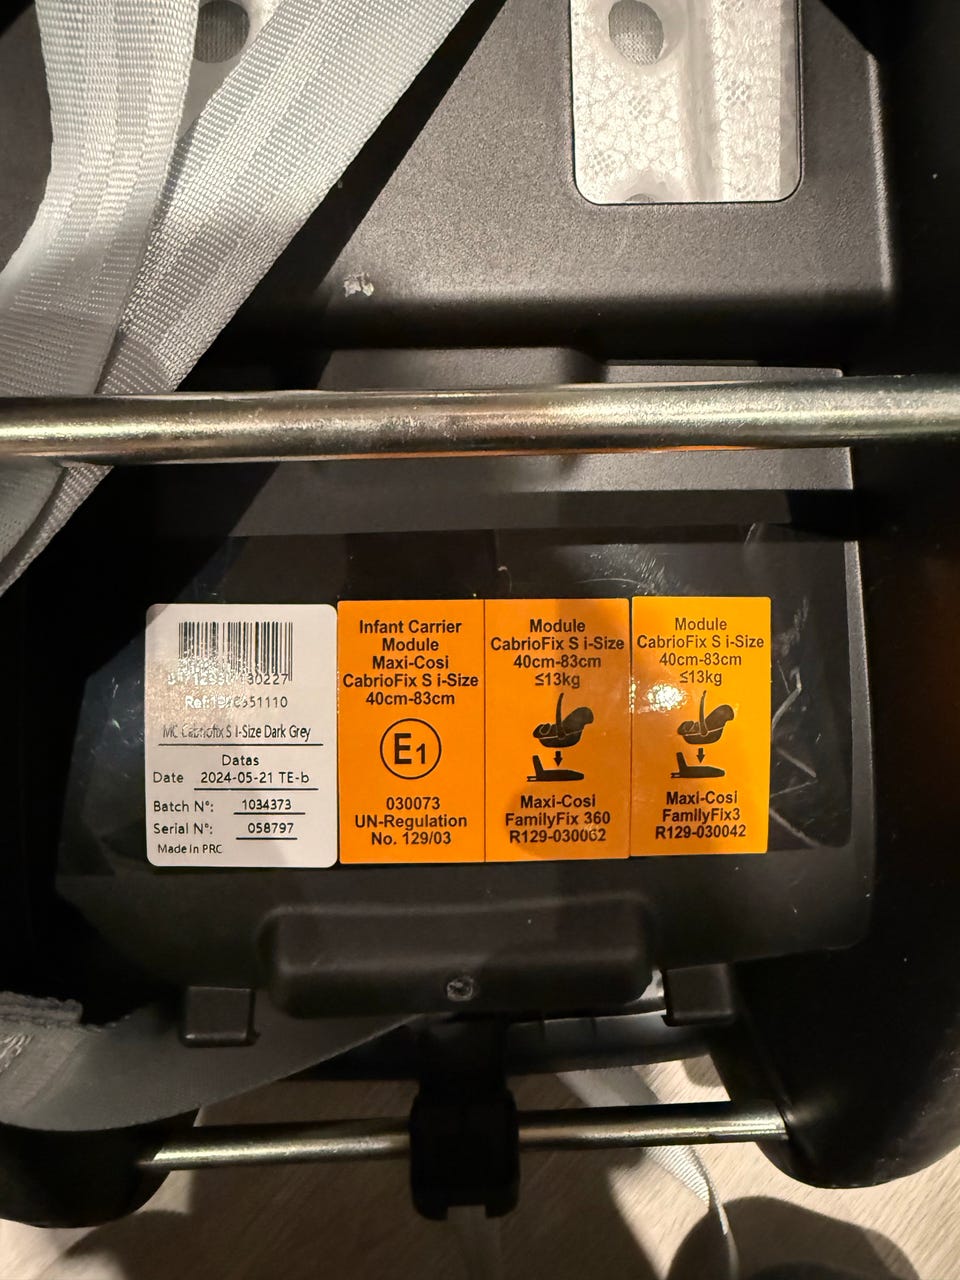 MC Cabriofix S I-Size Dark Grey
Datas
Date 2024-05-21 TE-b
Batch N°: 1034373
Serial N°: 058797
Made in PRC
Infant Carrier
Module
Maxi-Cosi
CabrioFix S i-Size
40cm-83cm
E1
030073
UN-Regulation
No. 129/03
Module
CabrioFix S i-Size
40cm-83cm
≤13kg
Maxi-Cosi
FamilyFix 360
R129-030062
Module
CabrioFix S i-Size
40cm-83cm
≤13kg
Maxi-Cosi
FamilyFix3
R129-030042